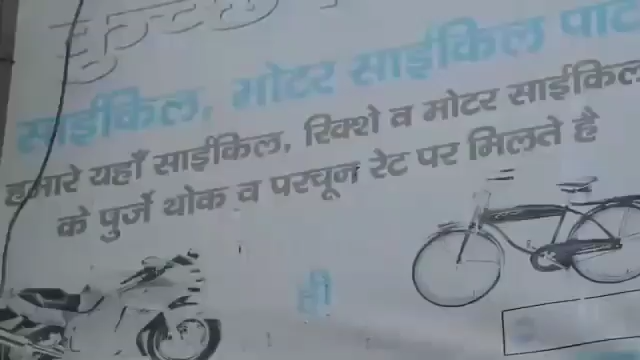 साईकिल, मोटर साईकिल पार्ट
हमारे यहाँ साईकिल, रिक्शे व मोटर साईकिल
के पुर्जे थोक व परचून रेट पर मिलते है